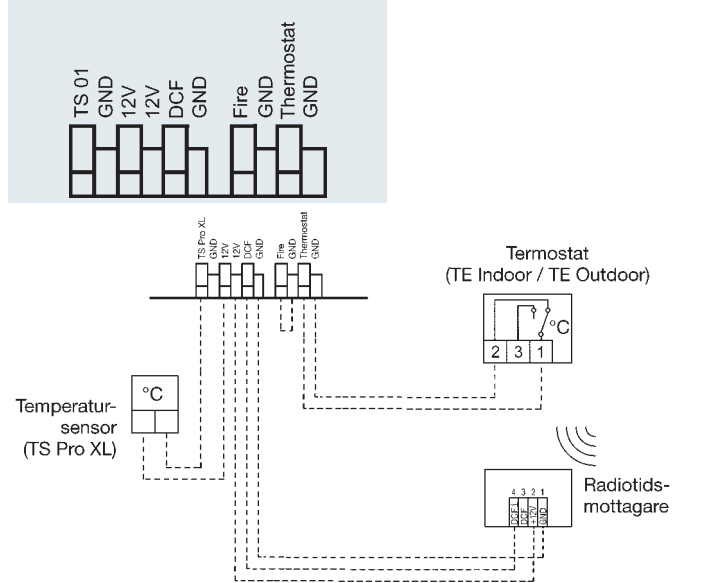 TS 01
GND
12V
12V
DCF
GND
Fire
GND
Thermostat
GND
TS Pro XL
GND
12V
12V
DCF
GND
Fire
GND
Thermostat
GND
Termostat
(TE Indoor / TE Outdoor)
°C
2 3 1
°C
Temperatur-
sensor
(TS Pro XL)
Radiotids-
mottagare
4 3 2 1
DCF-L
DCF
+12V
GND